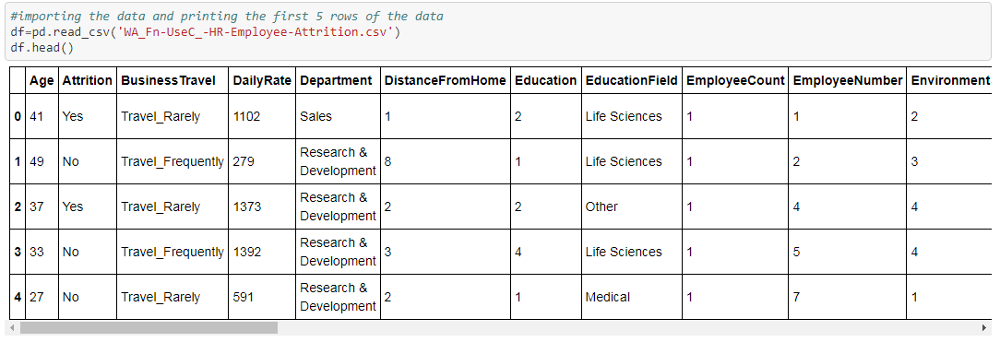 #importing the data and printing the first 5 rows of the data
df=pd.read_csv('WA_Fn-UseC_-HR-Employee-Attrition.csv')
df.head()
Age Attrition BusinessTravel DailyRate Department DistanceFromHome Education EducationField EmployeeCount EmployeeNumber Environment
0 41 Yes Travel_Rarely 1102 Sales 1 2 Life Sciences 1 1 2
1 49 No Travel_Frequently 279 Research & Development 8 1 Life Sciences 1 2 3
2 37 Yes Travel_Rarely 1373 Research & Development 2 2 Other 1 4 4
3 33 No Travel_Frequently 1392 Research & Development 3 4 Life Sciences 1 5 4
4 27 No Travel_Rarely 591 Research & Development 2 1 Medical 1 7 1